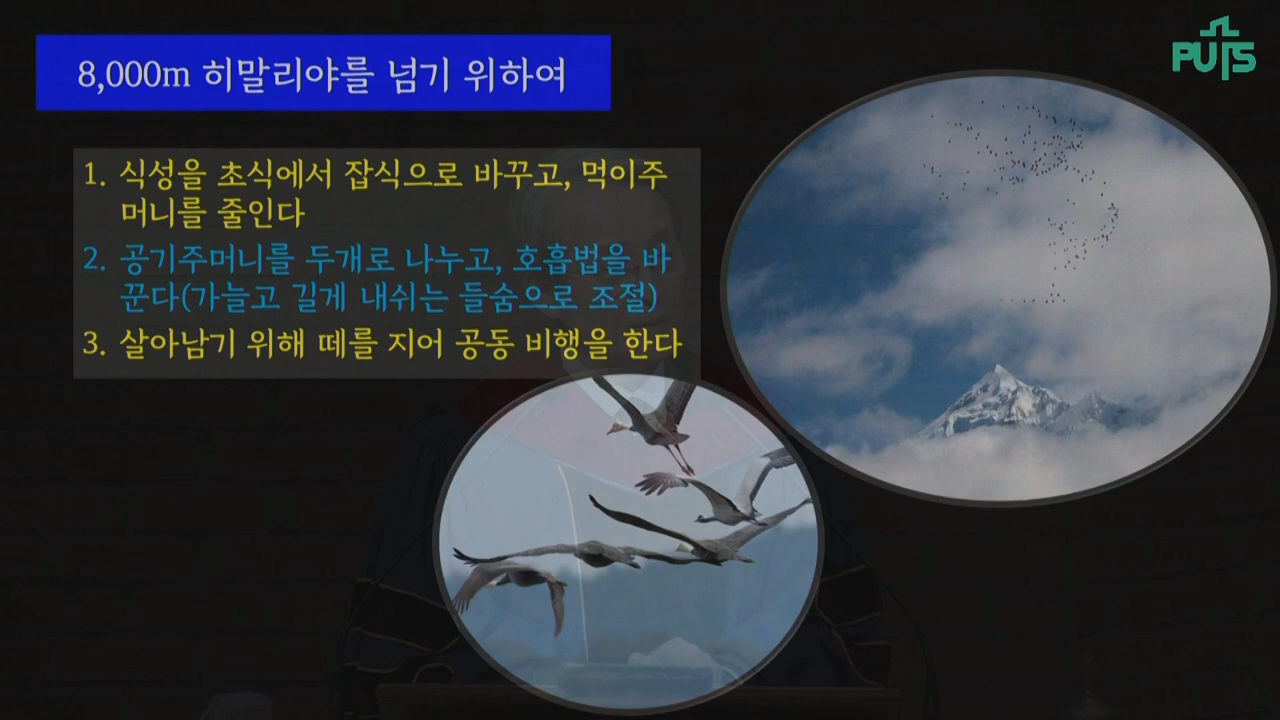 8,000m 히말리야를 넘기 위하여
PUTS
1. 식성을 초식에서 잡식으로 바꾸고, 먹이주
머니를 줄인다
2. 공기주머니를 두개로 나누고, 호흡법을 바
꾼다(가늘고 길게 내쉬는 들숨으로 조절)
3. 살아남기 위해 떼를 지어 공동 비행을 한다